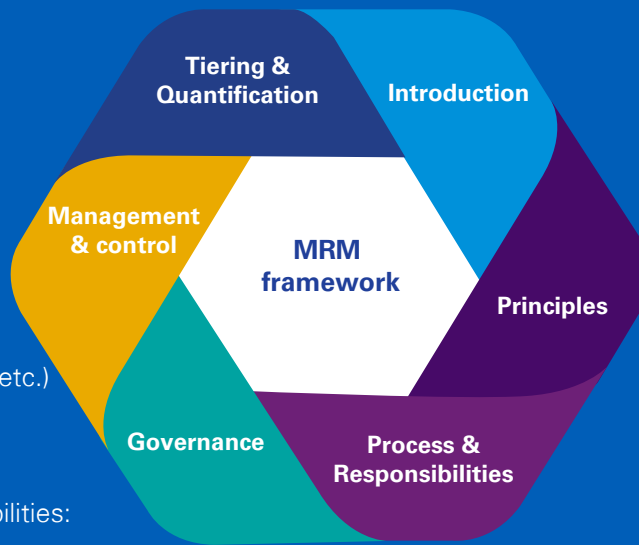 Tiering &
Quantification
Introduction
Management
& control
MRM
framework
Principles
etc.)
Governance
Process &
Responsibilities
bilities: